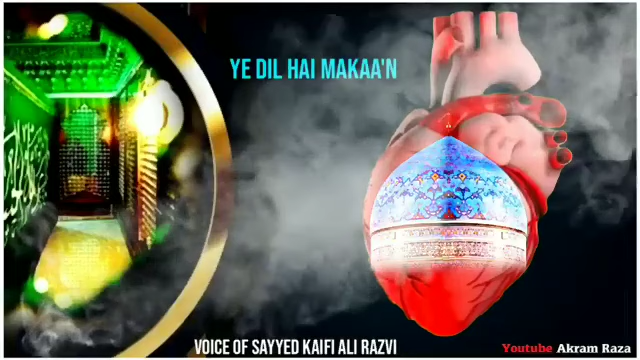 YE DIL HAI MAKAA'N
VOICE OF SAYYED KAIFI ALI RAZVI
Youtube Akram Raza